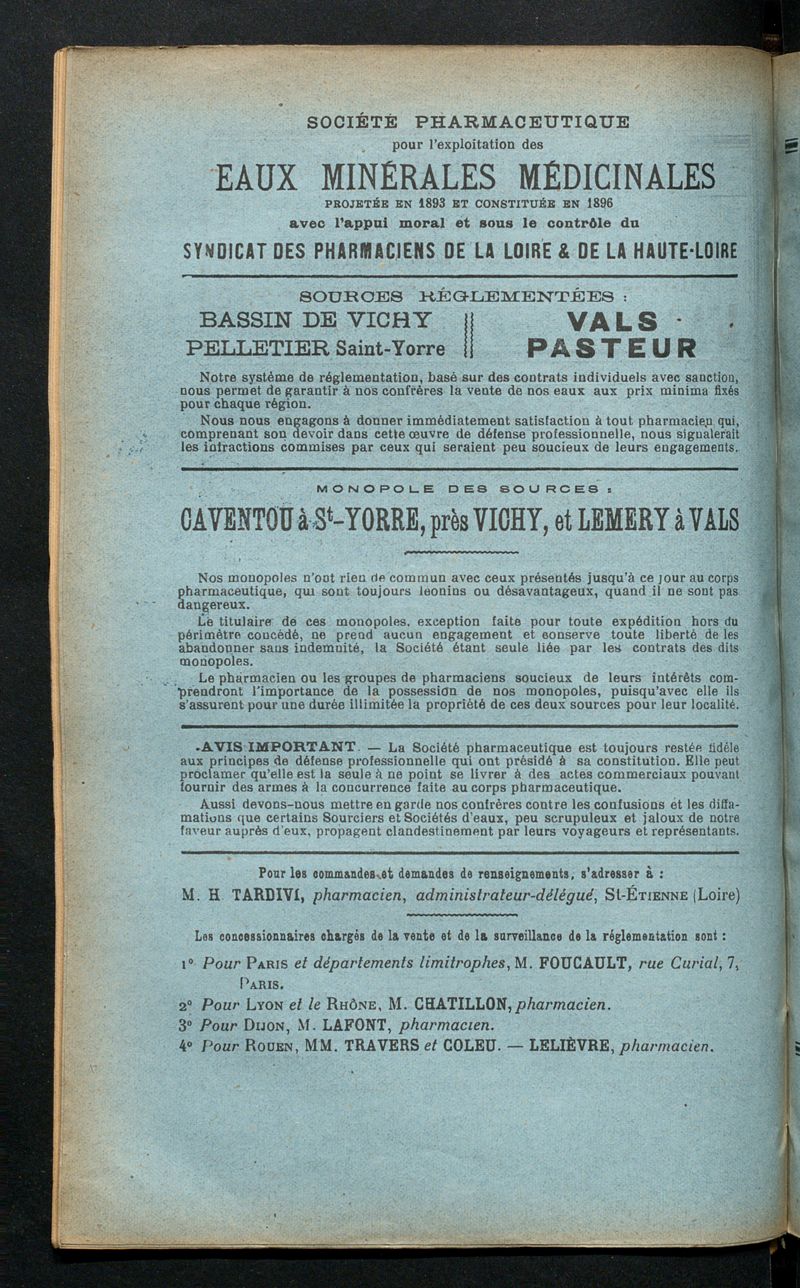 SOCIÉTÉ PHARMACEUTIQUE
pour l'exploitation des
EAUX MINÉRALES MÉDICINALES
PROJETÉE EN 1893 ET CONSTITUÉE EN 1896
avec l'appui moral et sous le contrôle du
SYNDICAT DES PHARMACIENS DE LA LOIRE & DE LA HAUTE-LOIRE
SOURCES RÉGLEMENTÉES :
BASSIN DE VICHY
PELLETIER Saint-Yorre
VALS
PASTEUR
Notre système de réglementation, basé sur des contrats individuels avec sanction,
nous permet de garantir à nos confrères la vente de nos eaux aux prix minima fixés
pour chaque région.
Nous nous engageons à donner immédiatement satisfaction à tout pharmacien qui,
comprenant son devoir dans cette œuvre de défense professionnelle, nous signalerait
les infractions commises par ceux qui seraient peu soucieux de leurs engagements.
MONOPOLE DES SOURCES :
CAVENTOU à St-YORRE, près VICHY, et LEMERY à VALS
Nos monopoles n'ont rien de commun avec ceux présentés jusqu'à ce jour au corps
pharmaceutique, qui sont toujours leonins ou désavantageux, quand il ne sont pas
dangereux.
Le titulaire de ces monopoles, exception faite pour toute expédition hors du
périmètre concédé, ne prend aucun engagement et conserve toute liberté de les
abandonner sans indemnité, la Société étant seule liée par les contrats des dits
monopoles.
Le pharmacien ou les groupes de pharmaciens soucieux de leurs intérêts com-
prendront l'importance de la possession de nos monopoles, puisqu'avec elle ils
s'assurent pour une durée illimitée la propriété de ces deux sources pour leur localité.
AVIS IMPORTANT. — La Société pharmaceutique est toujours restée fidèle
aux principes de défense professionnelle qui ont présidé à sa constitution. Elle peut
proclamer qu'elle est la seule à ne point se livrer à des actes commerciaux pouvant
fournir des armes à la concurrence faite au corps pharmaceutique.
Aussi devons-nous mettre en garde nos confrères contre les confusions et les diffa-
mations que certains Sourciers et Sociétés d'eaux, peu scrupuleux et jaloux de notre
faveur auprès d'eux, propagent clandestinement par leurs voyageurs et représentants.
Pour les commandes et demandes de renseignements, s'adresser à :
M. H TARDIVI, pharmacien, administrateur-délégué, St-ÉTIENNE (Loire)
Les concessionnaires chargés de la vente et de la surveillance de la réglementation sont :
1° Pour PARIS et départements limitrophes, M. FOUCAULT, rue Curial, 7,
PARIS.
2° Pour LYON et le RHÔNE, M. CHATILLON, pharmacien.
3° Pour DIJON, M. LAFONT, pharmacien.
4° Pour ROUEN, MM. TRAVERS et COLEU. — LELIÈVRE, pharmacien.